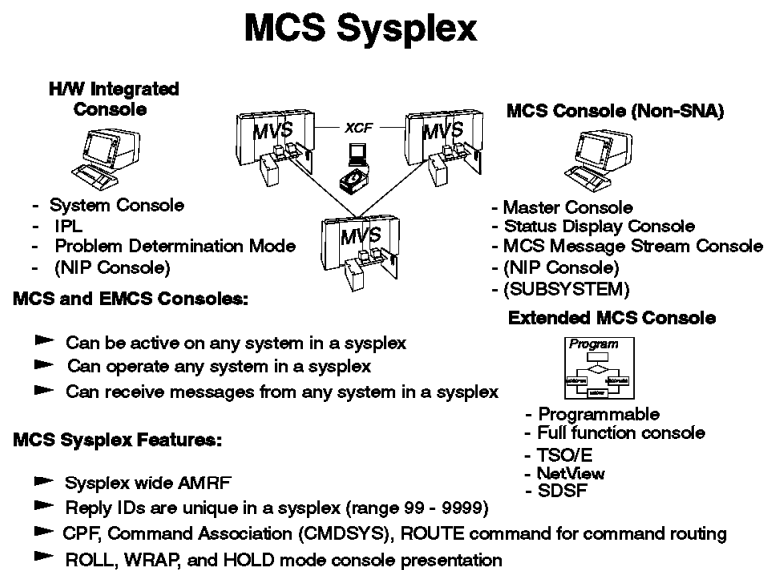 MCS Sysplex
H/W Integrated
Console
- System Console
- IPL
- Problem Determination Mode
- (NIP Console)
MVS
XCF
MVS
MVS
MCS Console (Non-SNA)
- Master Console
- Status Display Console
- MCS Message Stream Console
- (NIP Console)
- (SUBSYSTEM)
MCS and EMCS Consoles:
► Can be active on any system in a sysplex
► Can operate any system in a sysplex
► Can receive messages from any system in a sysplex
Extended MCS Console
Program
- Programmable
- Full function console
- TSO/E
- NetView
- SDSF
MCS Sysplex Features:
► Sysplex wide AMRF
► Reply IDs are unique in a sysplex (range 99 - 9999)
► CPF, Command Association (CMDSYS), ROUTE command for command routing
► ROLL, WRAP, and HOLD mode console presentation